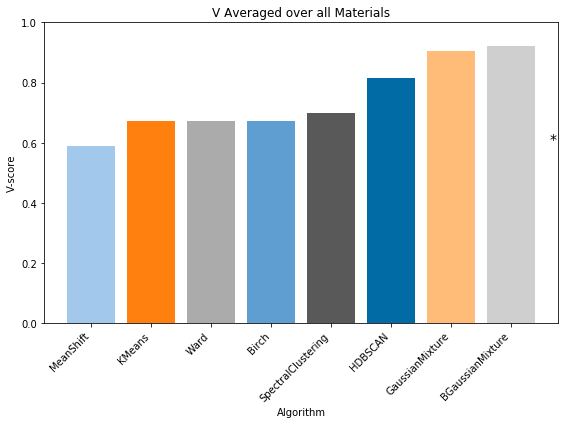 V Averaged over all Materials
1.0
0.8
0.6
0.4
0.2
0.0
V-score
*
MeanShift
KMeans
Ward
Birch
SpectralClustering
HDBSCAN
GaussianMixture
BGaussianMixture
Algorithm